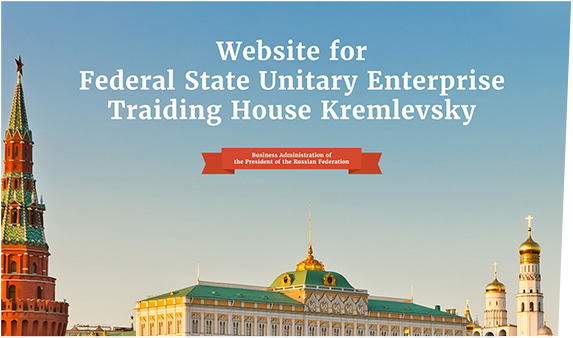 Website for
Federal State Unitary Enterprise
Traiding House Kremlevsky
Business Administration of
the President of the Russian Federation